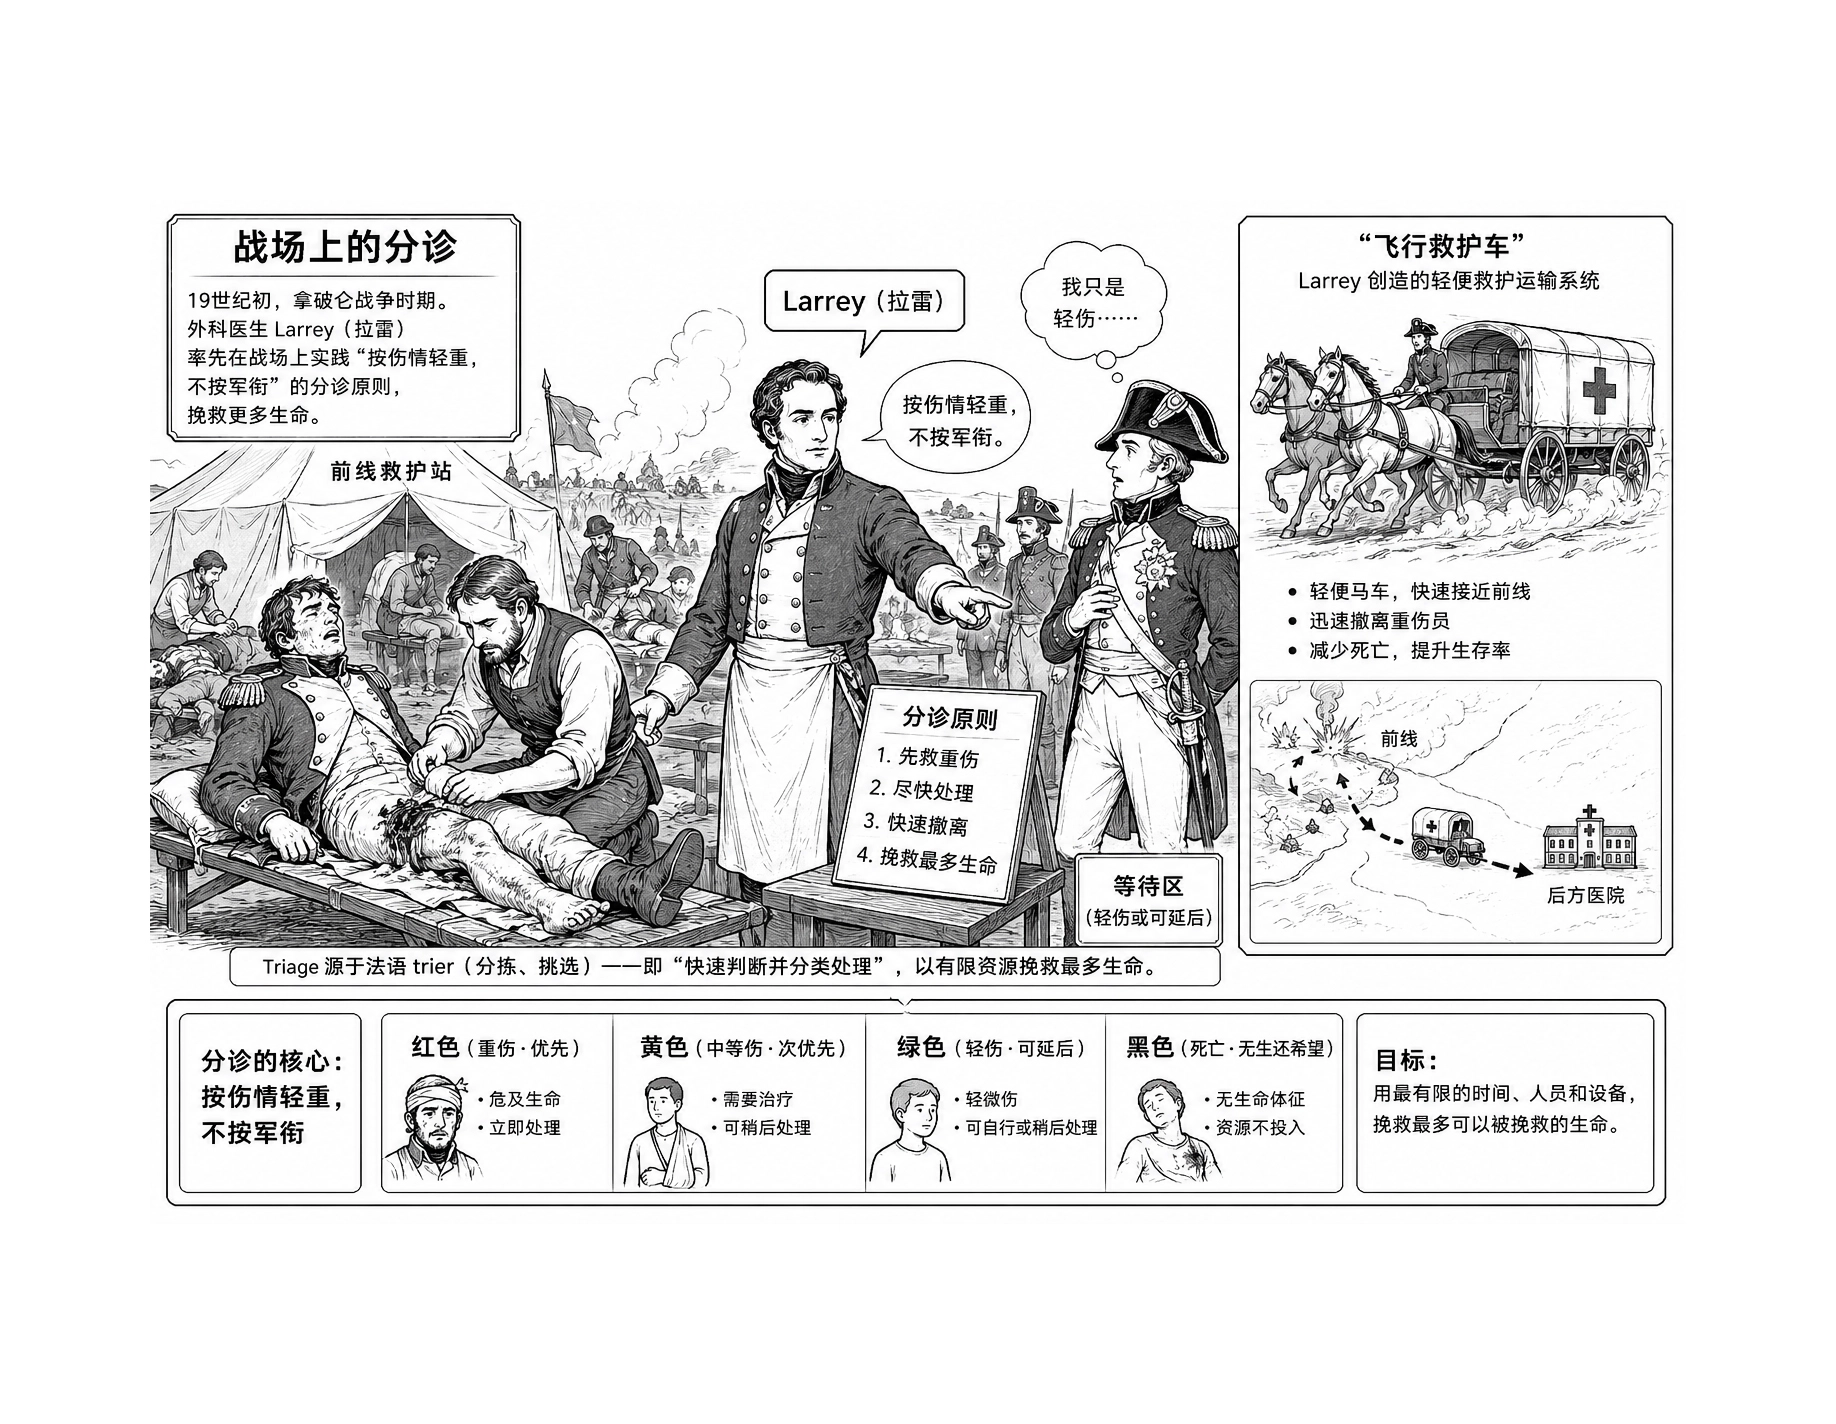 战场上的分诊
19世纪初，拿破仑战争时期。
外科医生 Larrey（拉雷）
率先在战场上实践“按伤情轻重，
不按军衔”的分诊原则，
挽救更多生命。
前线救护站
Larrey（拉雷）
按伤情轻重，
不按军衔。
我只是
轻伤……
分诊原则
1. 先救重伤
2. 尽快处理
3. 快速撤离
4. 挽救最多生命
等待区
（轻伤或可延后）
“飞行救护车”
Larrey 创造的轻便救护运输系统
• 轻便马车，快速接近前线
• 迅速撤离重伤员
• 减少死亡，提升生存率
前线
后方医院
Triage 源于法语 trier（分拣、挑选）——即“快速判断并分类处理”，以有限资源挽救最多生命。
分诊的核心：
按伤情轻重，
不按军衔
红色（重伤·优先）
• 危及生命
• 立即处理
黄色（中等伤·次优先）
• 需要治疗
• 可稍后处理
绿色（轻伤·可延后）
• 轻微伤
• 可自行或稍后处理
黑色（死亡·无生还希望）
• 无生命体征
• 资源不投入
目标：
用最有限的时间、人员和设备，
挽救最多可以被挽救的生命。